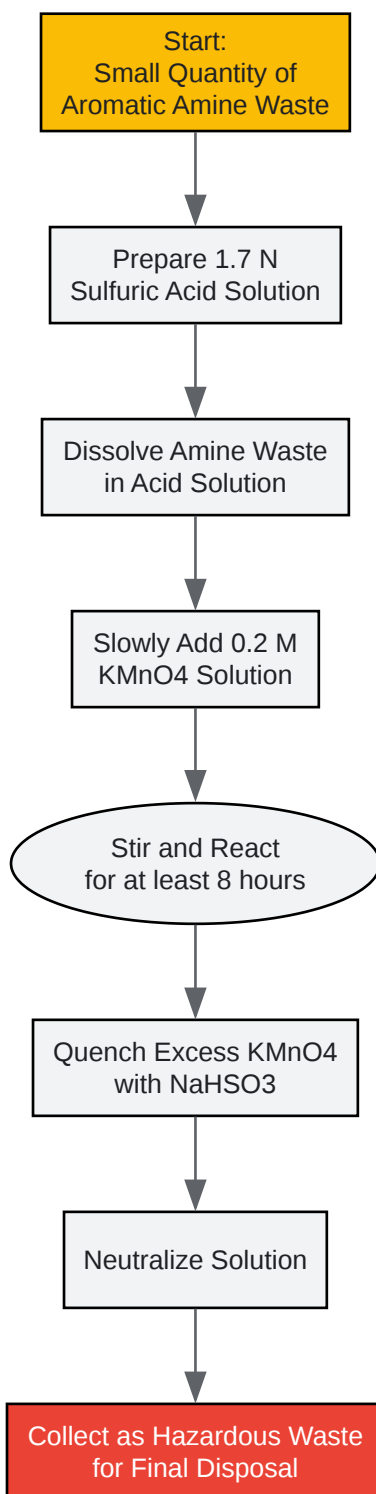 Start:
Small Quantity of
Aromatic Amine Waste
Prepare 1.7 N
Sulfuric Acid Solution
Dissolve Amine Waste
in Acid Solution
Slowly Add 0.2 M
KMnO4 Solution
Stir and React
for at least 8 hours
Quench Excess KMnO4
with NaHSO3
Neutralize Solution
Collect as Hazardous Waste
for Final Disposal